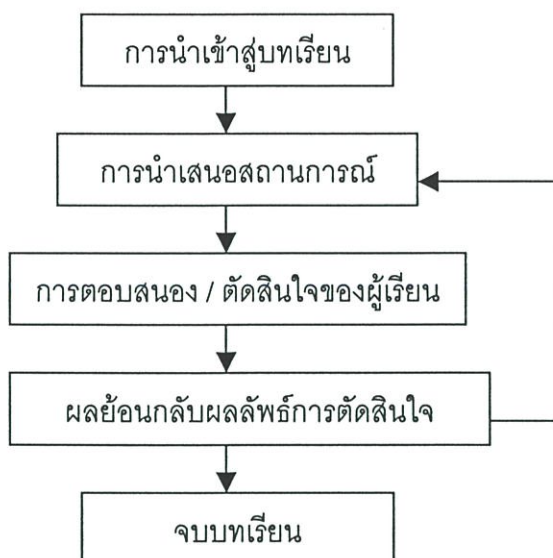 การนำเข้าสู่บทเรียน
การนำเสนอสถานการณ์
การตอบสนอง / ตัดสินใจของผู้เรียน
ผลย้อนกลับผลลัพธ์การตัดสินใจ
จบบทเรียน